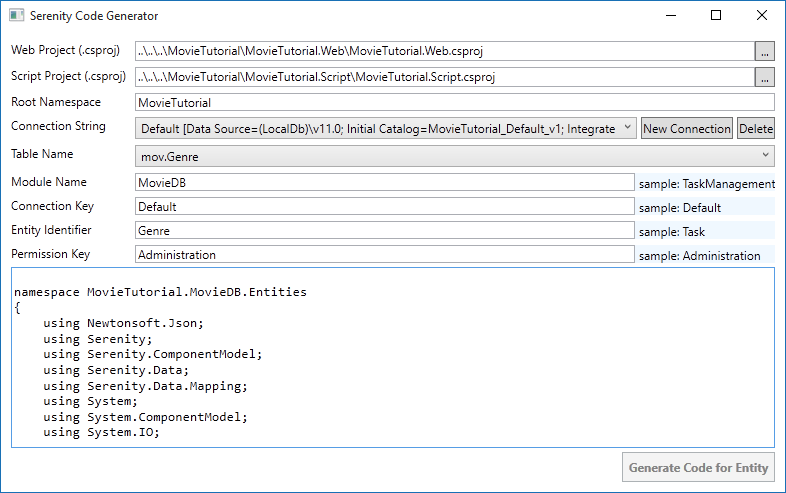 Serenity Code Generator
Web Project (.csproj) ..\..\..\MovieTutorial\MovieTutorial.Web\MovieTutorial.Web.csproj ...
Script Project (.csproj) ..\..\..\MovieTutorial\MovieTutorial.Script\MovieTutorial.Script.csproj ...
Root Namespace MovieTutorial
Connection String Default [Data Source=(LocalDb)\v11.0; Initial Catalog=MovieTutorial_Default_v1; Integrate New Connection Delete
Table Name mov.Genre
Module Name MovieDB sample: TaskManagement
Connection Key Default sample: Default
Entity Identifier Genre sample: Task
Permission Key Administration sample: Administration
namespace MovieTutorial.MovieDB.Entities
{
    using Newtonsoft.Json;
    using Serenity;
    using Serenity.ComponentModel;
    using Serenity.Data;
    using Serenity.Data.Mapping;
    using System;
    using System.ComponentModel;
    using System.IO;
Generate Code for Entity